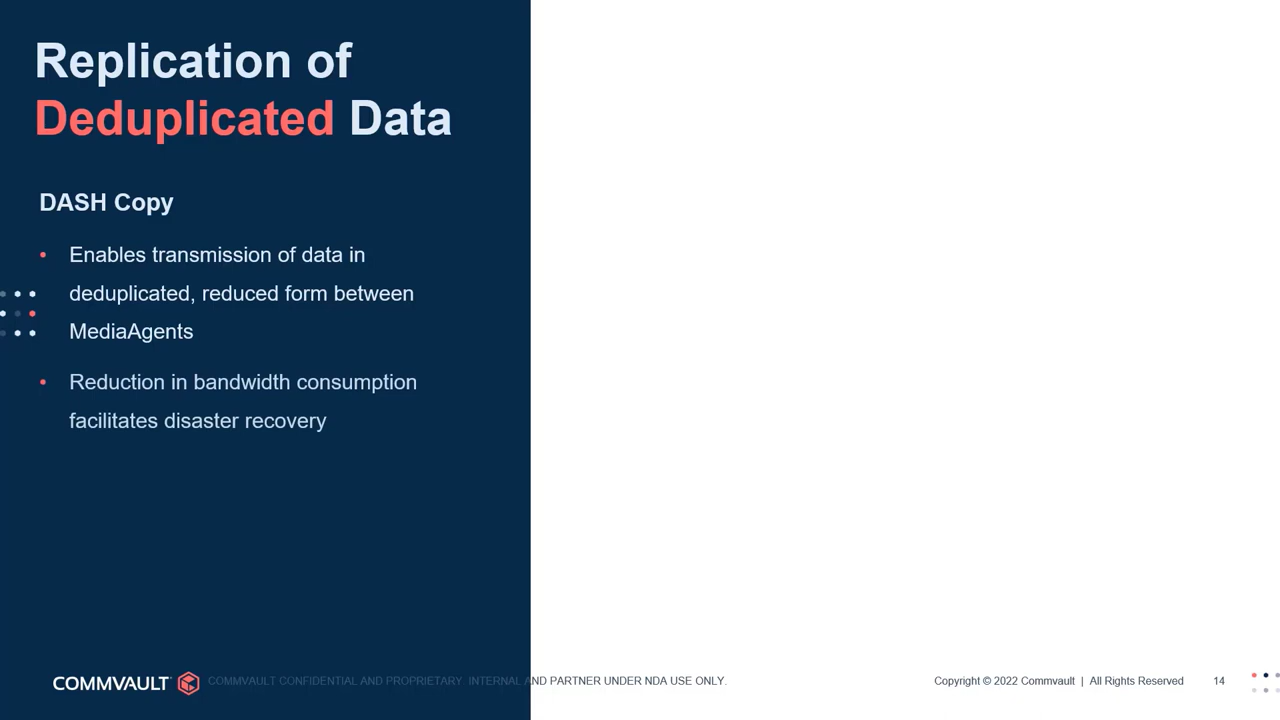 Replication of
Deduplicated Data
DASH Copy
• Enables transmission of data in
deduplicated, reduced form between
MediaAgents
• Reduction in bandwidth consumption
facilitates disaster recovery
COMMVAULT COMMVAULT CONFIDENTIAL AND PROPRIETARY INTERNAL AND PARTNER UNDER NDA USE ONLY. Copyright © 2022 Commvault | All Rights Reserved 14